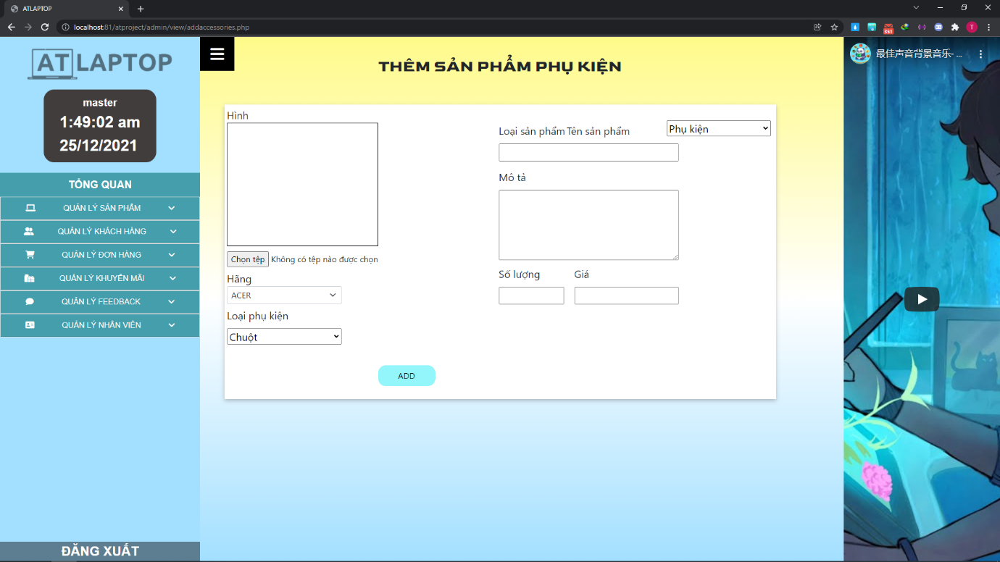 ATLAPTOP
localhost:81/atproject/admin/view/addaccessories.php
351
T
ATLAPTOP
master
1:49:02 am
25/12/2021
TỔNG QUAN
QUẢN LÝ SẢN PHẨM
QUẢN LÝ KHÁCH HÀNG
QUẢN LÝ ĐƠN HÀNG
QUẢN LÝ KHUYẾN MÃI
QUẢN LÝ FEEDBACK
QUẢN LÝ NHÂN VIÊN
ĐĂNG XUẤT
THÊM SẢN PHẨM PHỤ KIỆN
Hình
Chọn tệp Không có tệp nào được chọn
Hãng
ACER
Loại phụ kiện
Chuột
Loại sản phẩm Tên sản phẩm
Phụ kiện
Mô tả
Số lượng Giá
ADD
最佳声音背景音乐- ...